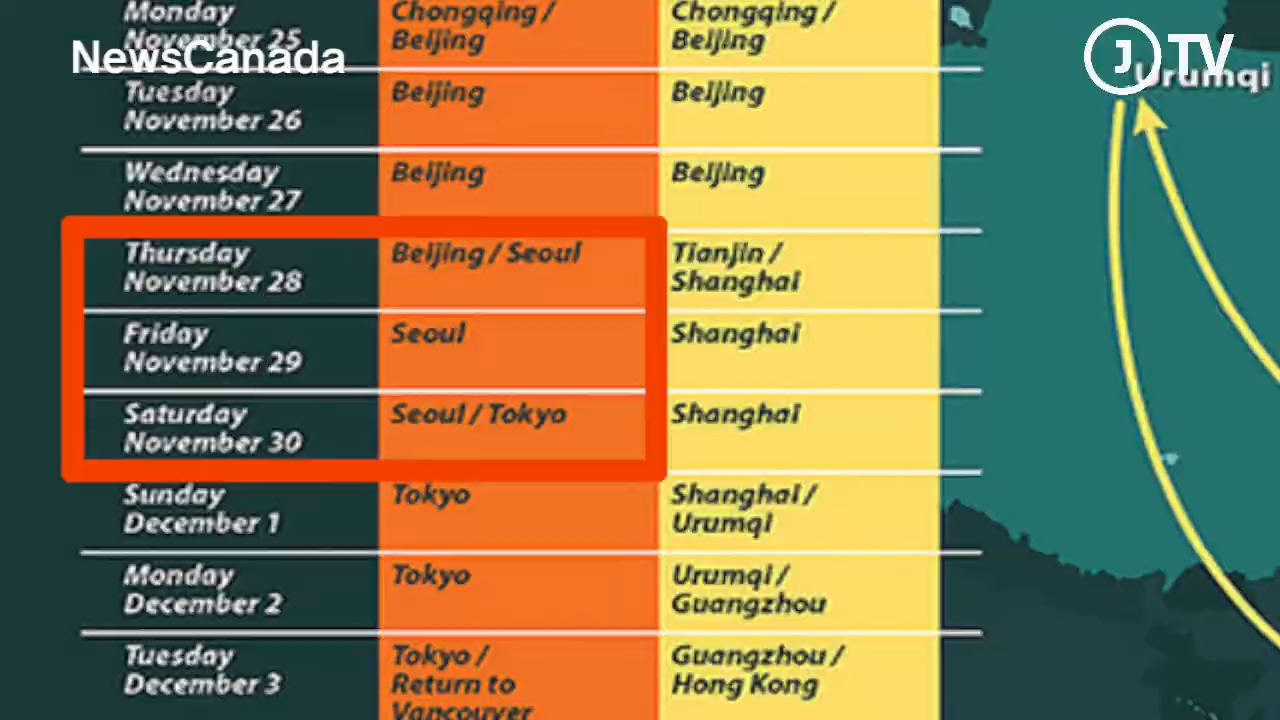 Monday
November 25
Chongqing /
Beijing
Chongqing /
Beijing
NewsCanada
J TV
Urumqi
Tuesday
November 26
Beijing
Beijing
Wednesday
November 27
Beijing
Beijing
Thursday
November 28
Beijing / Seoul
Tianjin /
Shanghai
Friday
November 29
Seoul
Shanghai
Saturday
November 30
Seoul / Tokyo
Shanghai
Sunday
December 1
Tokyo
Shanghai /
Urumqi
Monday
December 2
Tokyo
Urumqi /
Guangzhou
Tuesday
December 3
Tokyo /
Return to
Vancouver
Guangzhou /
Hong Kong